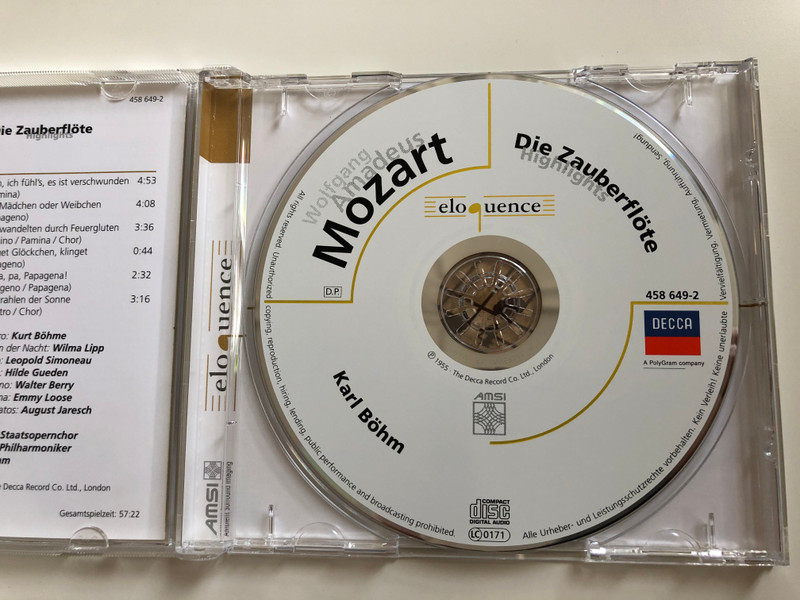 458 649-2
Die Zauberflöte
Highlights
ich fühl's, es ist verschwunden 4:53
Mädchen oder Weibchen 4:08
wandelten durch Feuergluten 3:36
/ Pamina / Chor)
Glöckchen, klinget 0:44
pa, Papagena! 2:32
/ Papagena)
der Sonne 3:16
/ Chor)
Kurt Böhme
der Nacht: Wilma Lipp
Leopold Simoneau
Hilde Gueden
Walter Berry
Emmy Loose
August Jaresch
Staatsopernchor
Philharmoniker
Decca Record Co. Ltd., London
Gesamtspielzeit: 57:22
eloquence
AMSI
Ambient Surround Imaging
Wolfgang
Amadeus
Mozart
Die Zauberflöte
Highlights
eloquence
D.P.
458 649-2
DECCA
A PolyGram company
℗ 1955 The Decca Record Co. Ltd., London
Karl Böhm
AMSI
COMPACT
disc
DIGITAL AUDIO
LC 0171
All rights reserved. Unauthorized copying, reproduction, hiring, lending, public performance and broadcasting prohibited.
Alle Urheber- und Leistungsschutzrechte vorbehalten. Kein Verleih! Keine unerlaubte Vervielfältigung, Vermietung, Aufführung, Sendung!